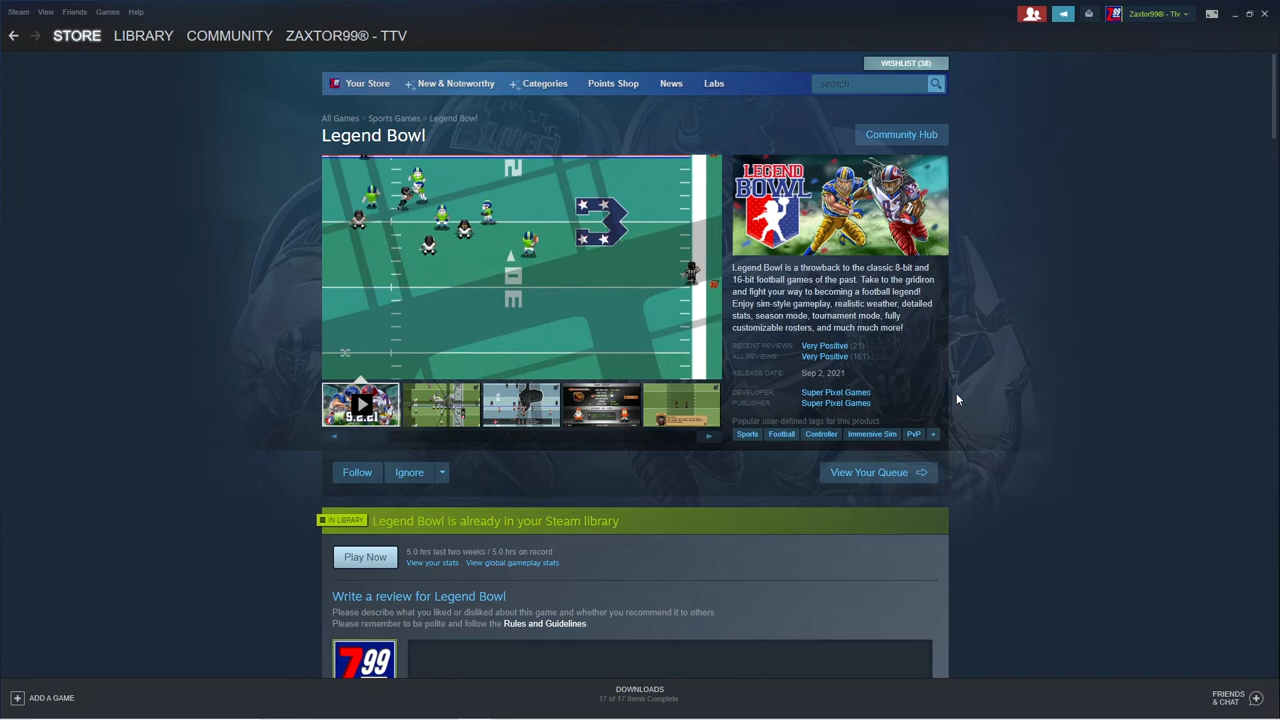 Steam View Friends Games Help
Zaxtor99® - Ttv
STORE LIBRARY COMMUNITY ZAXTOR99® - TTV
WISHLIST (38)
Your Store New & Noteworthy Categories Points Shop News Labs
search
All Games > Sports Games > Legend Bowl
Legend Bowl
Community Hub
LEGEND
BOWL
Legend Bowl is a throwback to the classic 8-bit and
16-bit football games of the past. Take to the gridiron
and fight your way to becoming a football legend!
Enjoy sim-style gameplay, realistic weather, detailed
stats, season mode, tournament mode, fully
customizable rosters, and much much more!
RECENT REVIEWS: Very Positive (21)
ALL REVIEWS: Very Positive (161)
RELEASE DATE: Sep 2, 2021
DEVELOPER: Super Pixel Games
PUBLISHER: Super Pixel Games
Popular user-defined tags for this product:
Sports Football Controller Immersive Sim PvP +
9.2.21
Follow Ignore
View Your Queue
IN LIBRARY Legend Bowl is already in your Steam library
Play Now
5.0 hrs last two weeks / 5.0 hrs on record
View your stats View global gameplay stats
Write a review for Legend Bowl
Please describe what you liked or disliked about this game and whether you recommend it to others.
Please remember to be polite and follow the Rules and Guidelines.
799
ADD A GAME
DOWNLOADS
17 of 17 Items Complete
FRIENDS
& CHAT